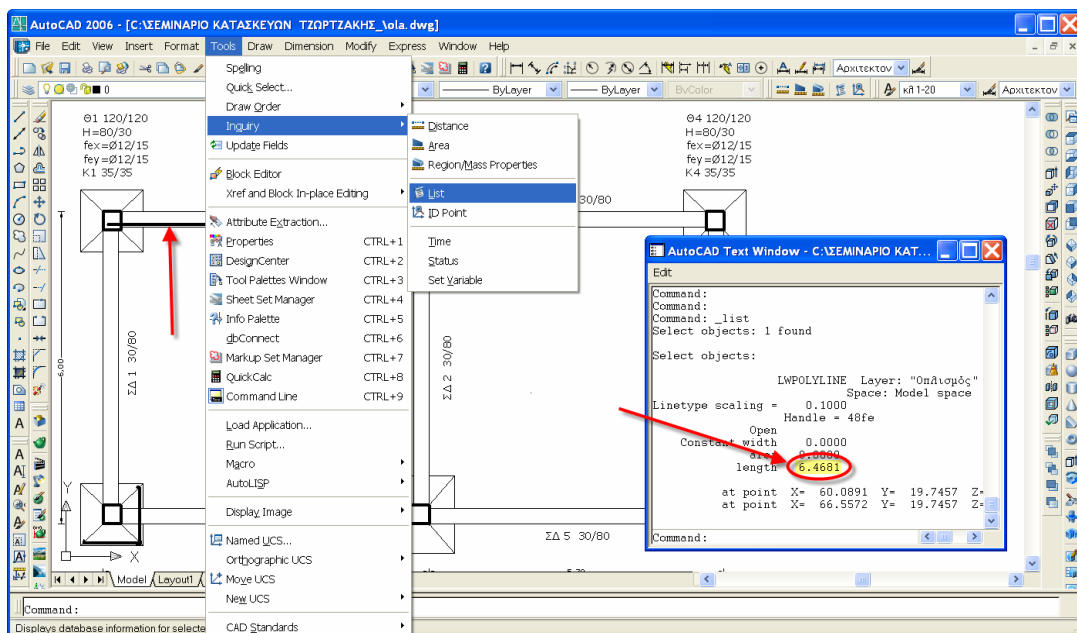 AutoCAD 2006 - [C:\ΣΕΜΙΝΑΡΙΟ ΚΑΤΑΣΚΕΥΩΝ ΤΖΩΡΤΖΑΚΗΣ_\ola.dwg]
File Edit View Insert Format Tools Draw Dimension Modify Express Window Help
Αρχιτεκτον
0
ByLayer
ByLayer
ByColor
κλ 1-20
Αρχιτεκτον
Spelling
Quick Select...
Draw Order
Inquiry
Update Fields
Block Editor
Xref and Block In-place Editing
Attribute Extraction...
Properties CTRL+1
DesignCenter CTRL+2
Tool Palettes Window CTRL+3
Sheet Set Manager CTRL+4
Info Palette CTRL+5
dbConnect CTRL+6
Markup Set Manager CTRL+7
QuickCalc CTRL+8
Command Line CTRL+9
Load Application...
Run Script...
Macro
AutoLISP
Display Image
Named UCS...
Orthographic UCS
Move UCS
New UCS
CAD Standards
Distance
Area
Region/Mass Properties
List
ID Point
Time
Status
Set Variable
Θ1 120/120
H=80/30
fex=Ø12/15
fey=Ø12/15
K1 35/35
Θ4 120/120
H=80/30
fex=Ø12/15
fey=Ø12/15
K4 35/35
30/80
6,00
ΣΔ 1 30/80
ΣΔ 2 30/80
ΣΔ 5 30/80
Y
X
AutoCAD Text Window - C:\ΣΕΜΙΝΑΡΙΟ ΚΑΤ...
Edit
Command:
Command:
Command: _list
Select objects: 1 found
Select objects:
LWPOLYLINE Layer: "Οπλισμός"
Space: Model space
Linetype scaling = 0.1000
Handle = 48fe
Open
Constant width 0.0000
area 0.0000
length 6.4681
at point X= 60.0891 Y= 19.7457 Z=
at point X= 66.5572 Y= 19.7457 Z=
Command:
Model Layout1
Command:
Displays database information for selecte